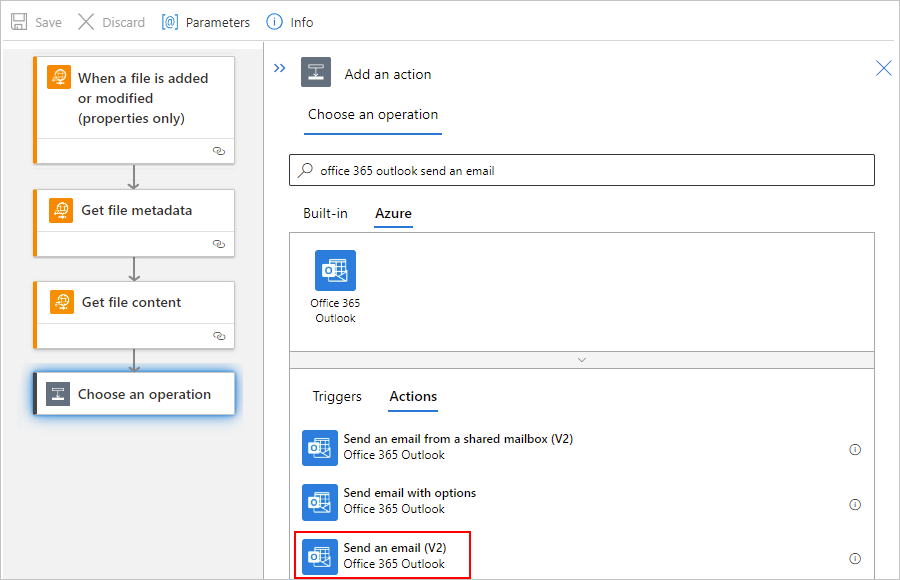 Save
Discard
Parameters
Info
When a file is added
or modified
(properties only)
Get file metadata
Get file content
Choose an operation
Add an action
Choose an operation
office 365 outlook send an email
Built-in
Azure
Office 365
Outlook
Triggers
Actions
Send an email from a shared mailbox (V2)
Office 365 Outlook
Send email with options
Office 365 Outlook
Send an email (V2)
Office 365 Outlook